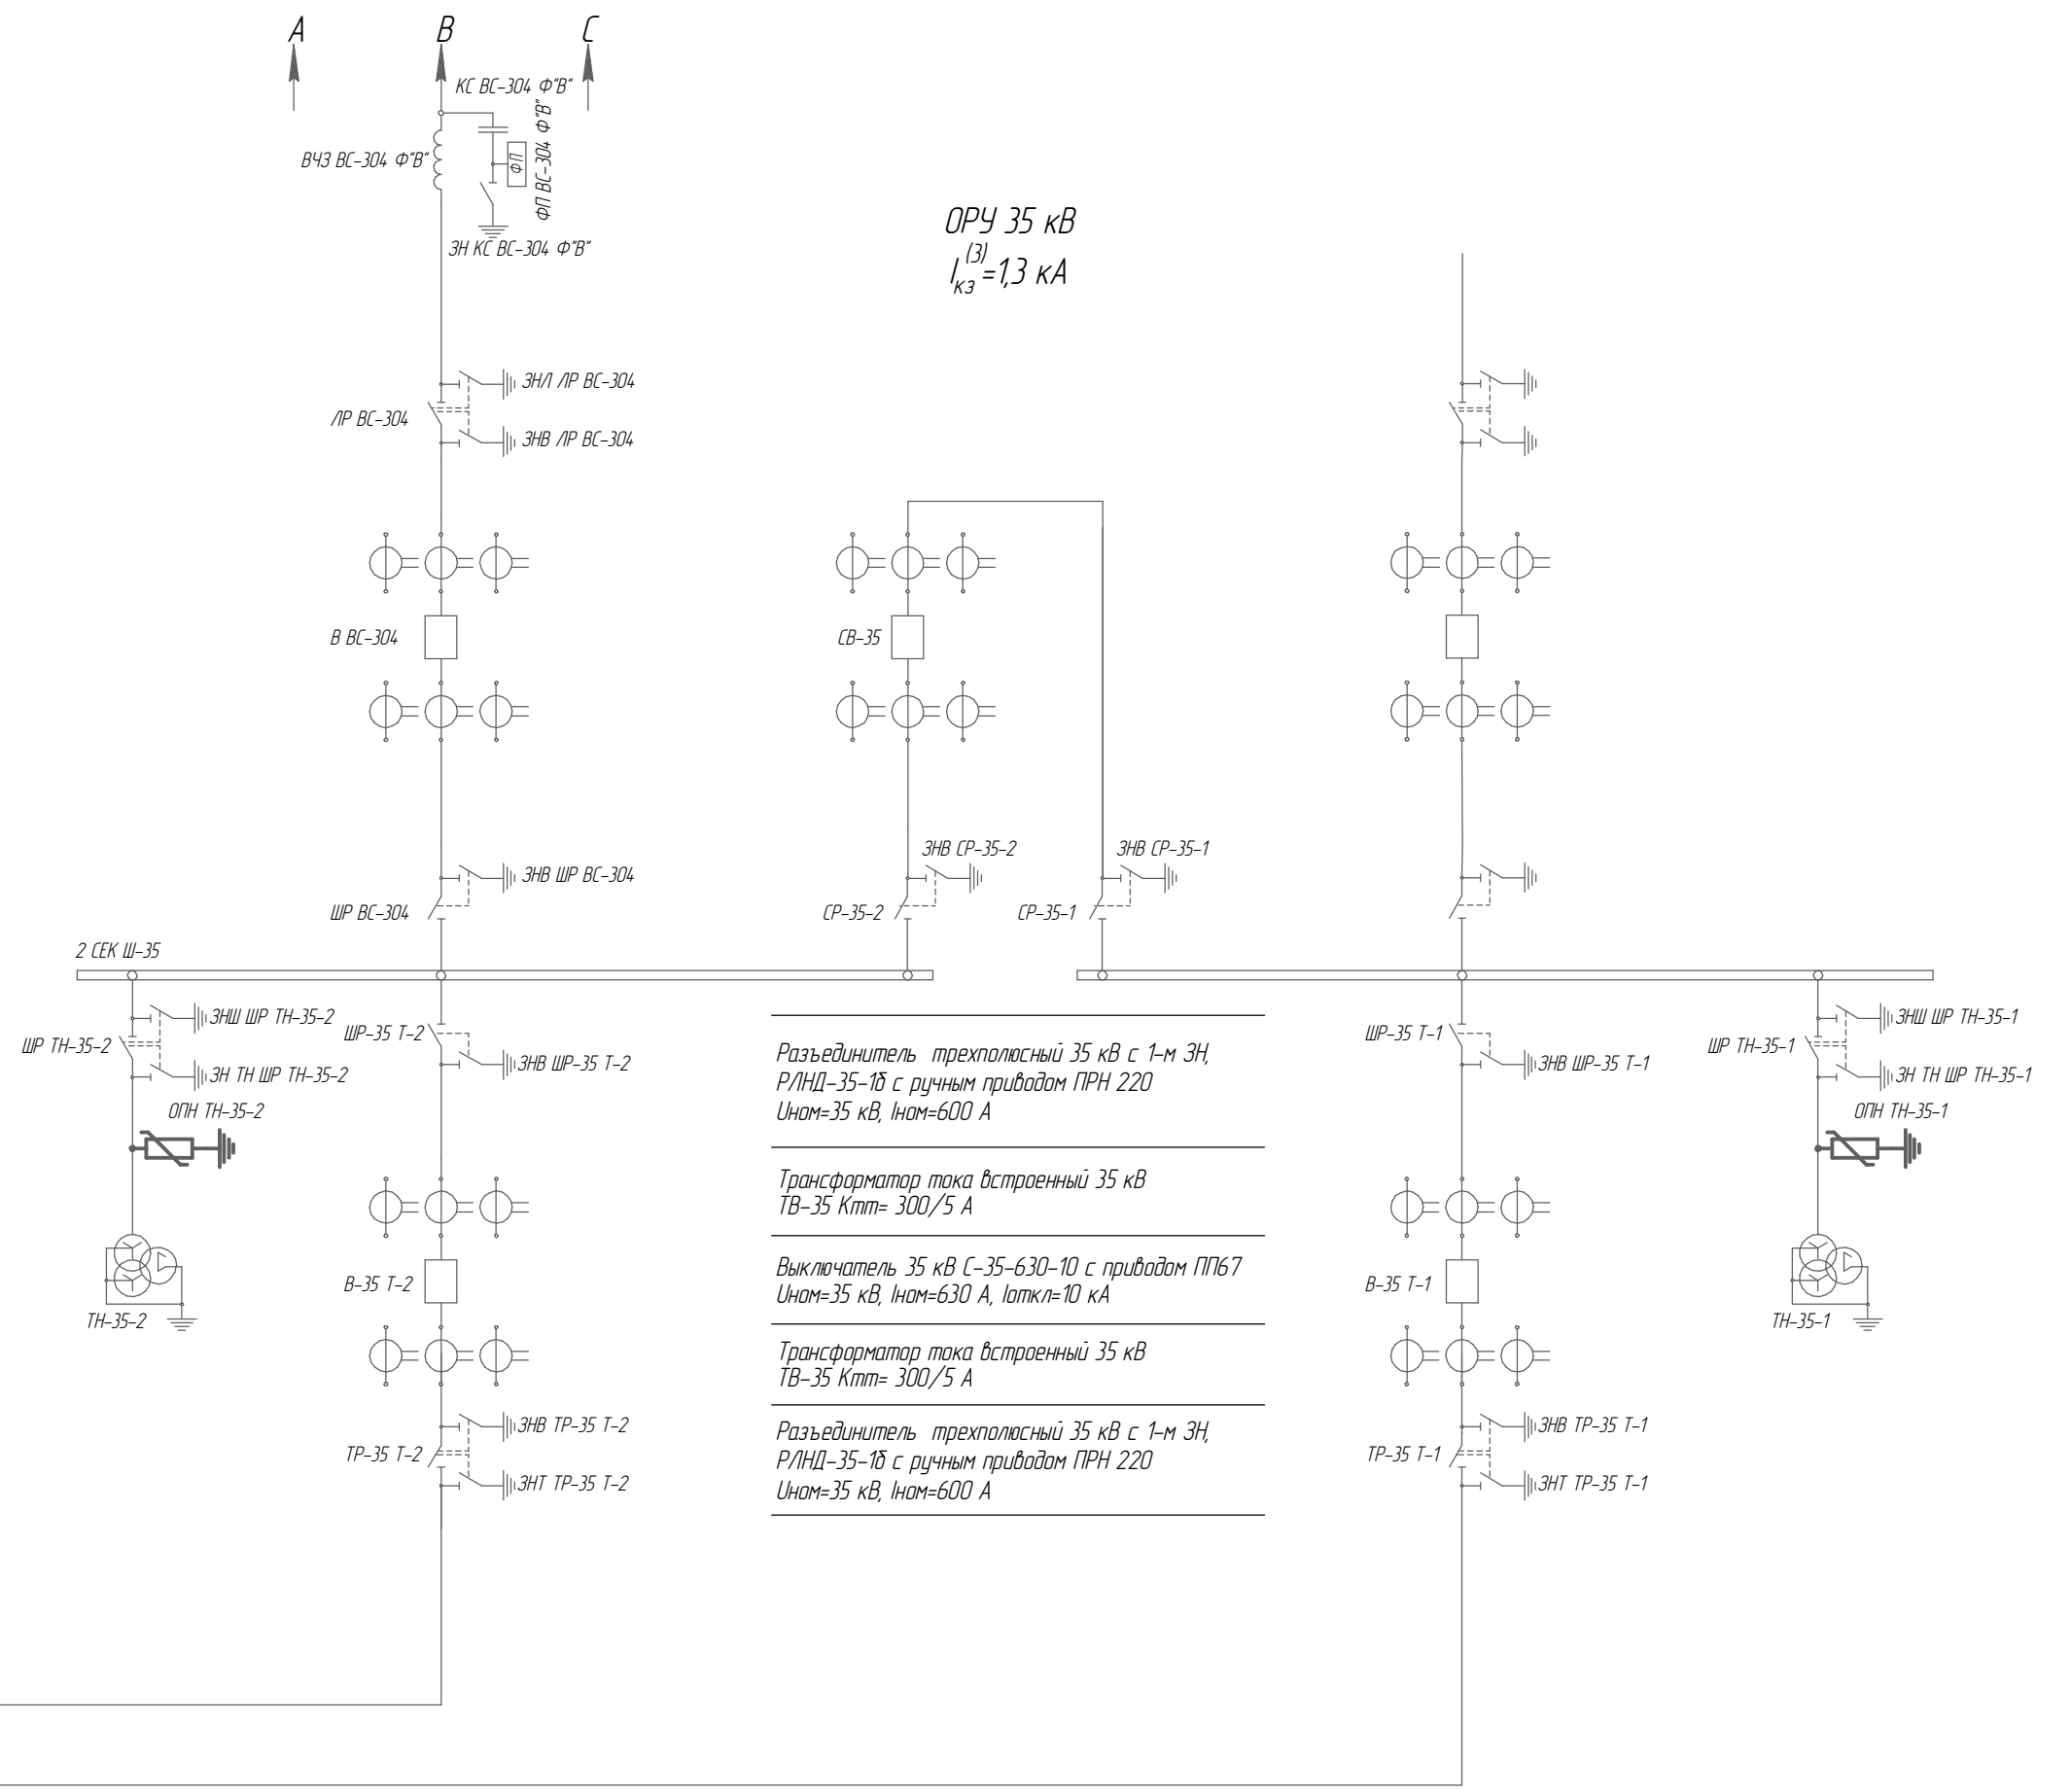 А
В
С
КС ВС-304 Ф"В"
ВЧЗ ВС-304 Ф"В"
ФП
ФП ВС-304 Ф"В"
ЗН КС ВС-304 Ф"В"
ОРУ 35 кВ
Iкз(3)=1,3 кА
ЗНЛ ЛР ВС-304
ЛР ВС-304
ЗНВ ЛР ВС-304
В ВС-304
СВ-35
ЗНВ СР-35-2
ЗНВ СР-35-1
ЗНВ ШР ВС-304
ШР ВС-304
СР-35-2
СР-35-1
2 СЕК Ш-35
ЗНШ ШР ТН-35-2
ШР ТН-35-2
ЗН ТН ШР ТН-35-2
ОПН ТН-35-2
ТН-35-2
ШР-35 Т-2
ЗНВ ШР-35 Т-2
В-35 Т-2
ЗНВ ТР-35 Т-2
ТР-35 Т-2
ЗНТ ТР-35 Т-2
Разъединитель трехполюсный 35 кВ с 1-м ЗН,
РЛНД-35-1б с ручным приводом ПРН 220
Uном=35 кВ, Iном=600 А
Трансформатор тока встроенный 35 кВ
ТВ-35 Ктт= 300/5 А
Выключатель 35 кВ С-35-630-10 с приводом ПП67
Uном=35 кВ, Iном=630 А, Iоткл=10 кА
Трансформатор тока встроенный 35 кВ
ТВ-35 Ктт= 300/5 А
Разъединитель трехполюсный 35 кВ с 1-м ЗН,
РЛНД-35-1б с ручным приводом ПРН 220
Uном=35 кВ, Iном=600 А
ШР-35 Т-1
ЗНВ ШР-35 Т-1
В-35 Т-1
ЗНВ ТР-35 Т-1
ТР-35 Т-1
ЗНТ ТР-35 Т-1
ЗНШ ШР ТН-35-1
ШР ТН-35-1
ЗН ТН ШР ТН-35-1
ОПН ТН-35-1
ТН-35-1